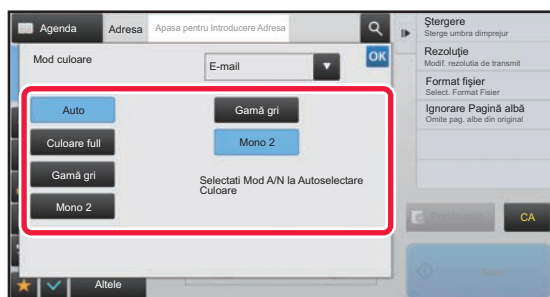 Agenda
Adresa
Apasa pentru Introducere Adresa
Mod culoare
E-mail
OK
Auto
Culoare full
Gamă gri
Mono 2
Gamă gri
Mono 2
Selectati Mod A/N la Autoselectare
Culoare
Altele
Ştergere
Sterge umbra dimprejur
Rezoluţie
Modif. rezolutia de transmit
Format fişier
Select. Format Fisier
Ignorare Pagină albă
Omite pag. albe din original
CA
Start